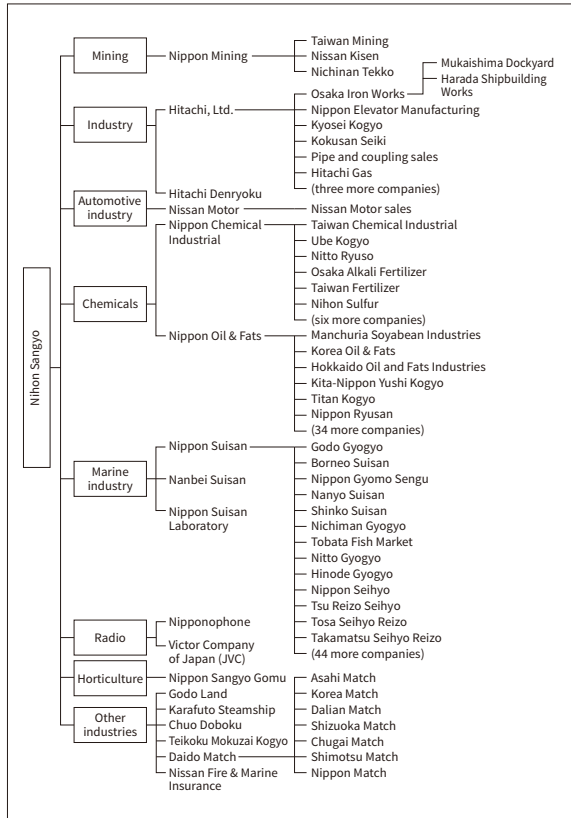 Nihon Sangyo
Mining
Nippon Mining
Taiwan Mining
Nissan Kisen
Nichinan Tekko
Industry
Hitachi, Ltd.
Osaka Iron Works
Mukaishima Dockyard
Harada Shipbuilding
Works
Nippon Elevator Manufacturing
Kyosei Kogyo
Kokusan Seiki
Pipe and coupling sales
Hitachi Gas
(three more companies)
Hitachi Denryoku
Automotive
industry
Nissan Motor
Nissan Motor sales
Chemicals
Nippon Chemical
Industrial
Taiwan Chemical Industrial
Ube Kogyo
Nitto Ryuso
Osaka Alkali Fertilizer
Taiwan Fertilizer
Nihon Sulfur
(six more companies)
Nippon Oil & Fats
Manchuria Soyabean Industries
Korea Oil & Fats
Hokkaido Oil and Fats Industries
Kita-Nippon Yushi Kogyo
Titan Kogyo
Nippon Ryusan
(34 more companies)
Marine
industry
Nippon Suisan
Godo Gyogyo
Borneo Suisan
Nippon Gyomo Sengu
Nanyo Suisan
Shinko Suisan
Nichiman Gyogyo
Tobata Fish Market
Nitto Gyogyo
Hinode Gyogyo
Nippon Seihyo
Tsu Reizo Seihyo
Tosa Seihyo Reizo
Takamatsu Seihyo Reizo
(44 more companies)
Nanbei Suisan
Nippon Suisan
Laboratory
Radio
Nipponophone
Victor Company
of Japan (JVC)
Horticulture
Nippon Sangyo Gomu
Other
industries
Godo Land
Karafuto Steamship
Chuo Doboku
Teikoku Mokuzai Kogyo
Daido Match
Asahi Match
Korea Match
Dalian Match
Shizuoka Match
Chugai Match
Shimotsu Match
Nippon Match
Nissan Fire & Marine
Insurance